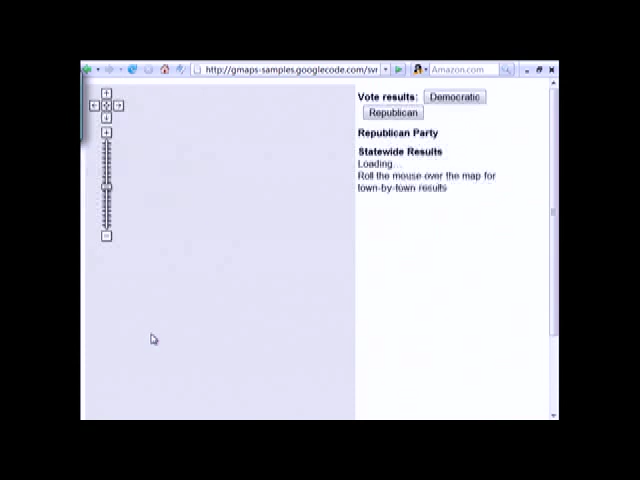 http://gmaps-samples.googlecode.com/svn
Amazon.com
Vote results: Democratic
Republican
Republican Party
Statewide Results
Loading...
Roll the mouse over the map for
town-by-town results